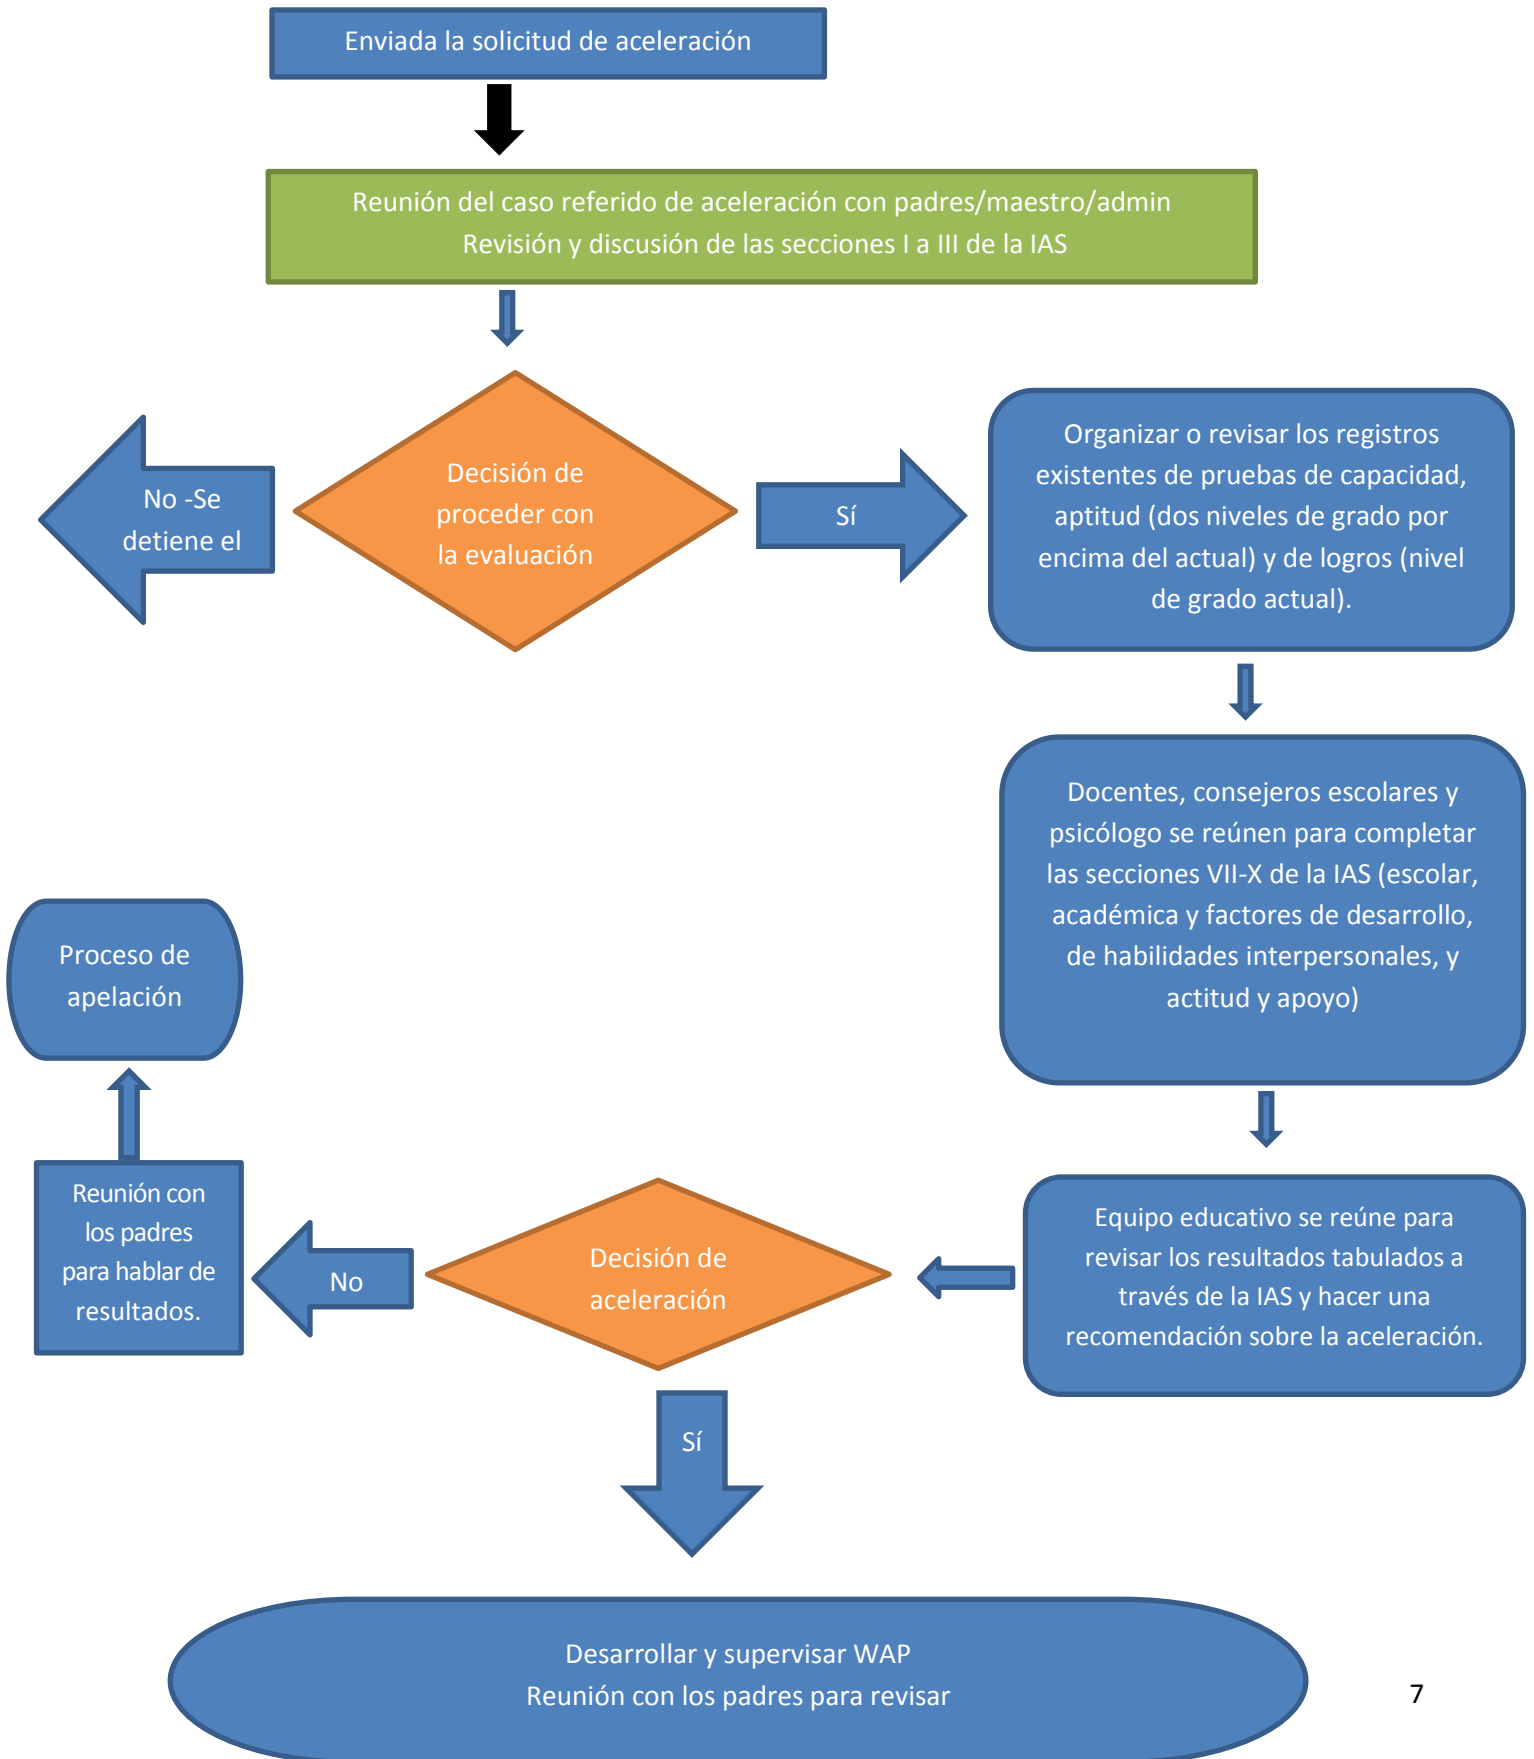 Enviada la solicitud de aceleración
Reunión del caso referido de aceleración con padres/maestro/admin
Revisión y discusión de las secciones I a III de la IAS
Decisión de
proceder con
la evaluación
No -Se
detiene el
Sí
Organizar o revisar los registros
existentes de pruebas de capacidad,
aptitud (dos niveles de grado por
encima del actual) y de logros (nivel
de grado actual).
Docentes, consejeros escolares y
psicólogo se reúnen para completar
las secciones VII-X de la IAS (escolar,
académica y factores de desarrollo,
de habilidades interpersonales, y
actitud y apoyo)
Equipo educativo se reúne para
revisar los resultados tabulados a
través de la IAS y hacer una
recomendación sobre la aceleración.
Decisión de
aceleración
No
Reunión con
los padres
para hablar de
resultados.
Proceso de
apelación
Sí
Desarrollar y supervisar WAP
Reunión con los padres para revisar
7